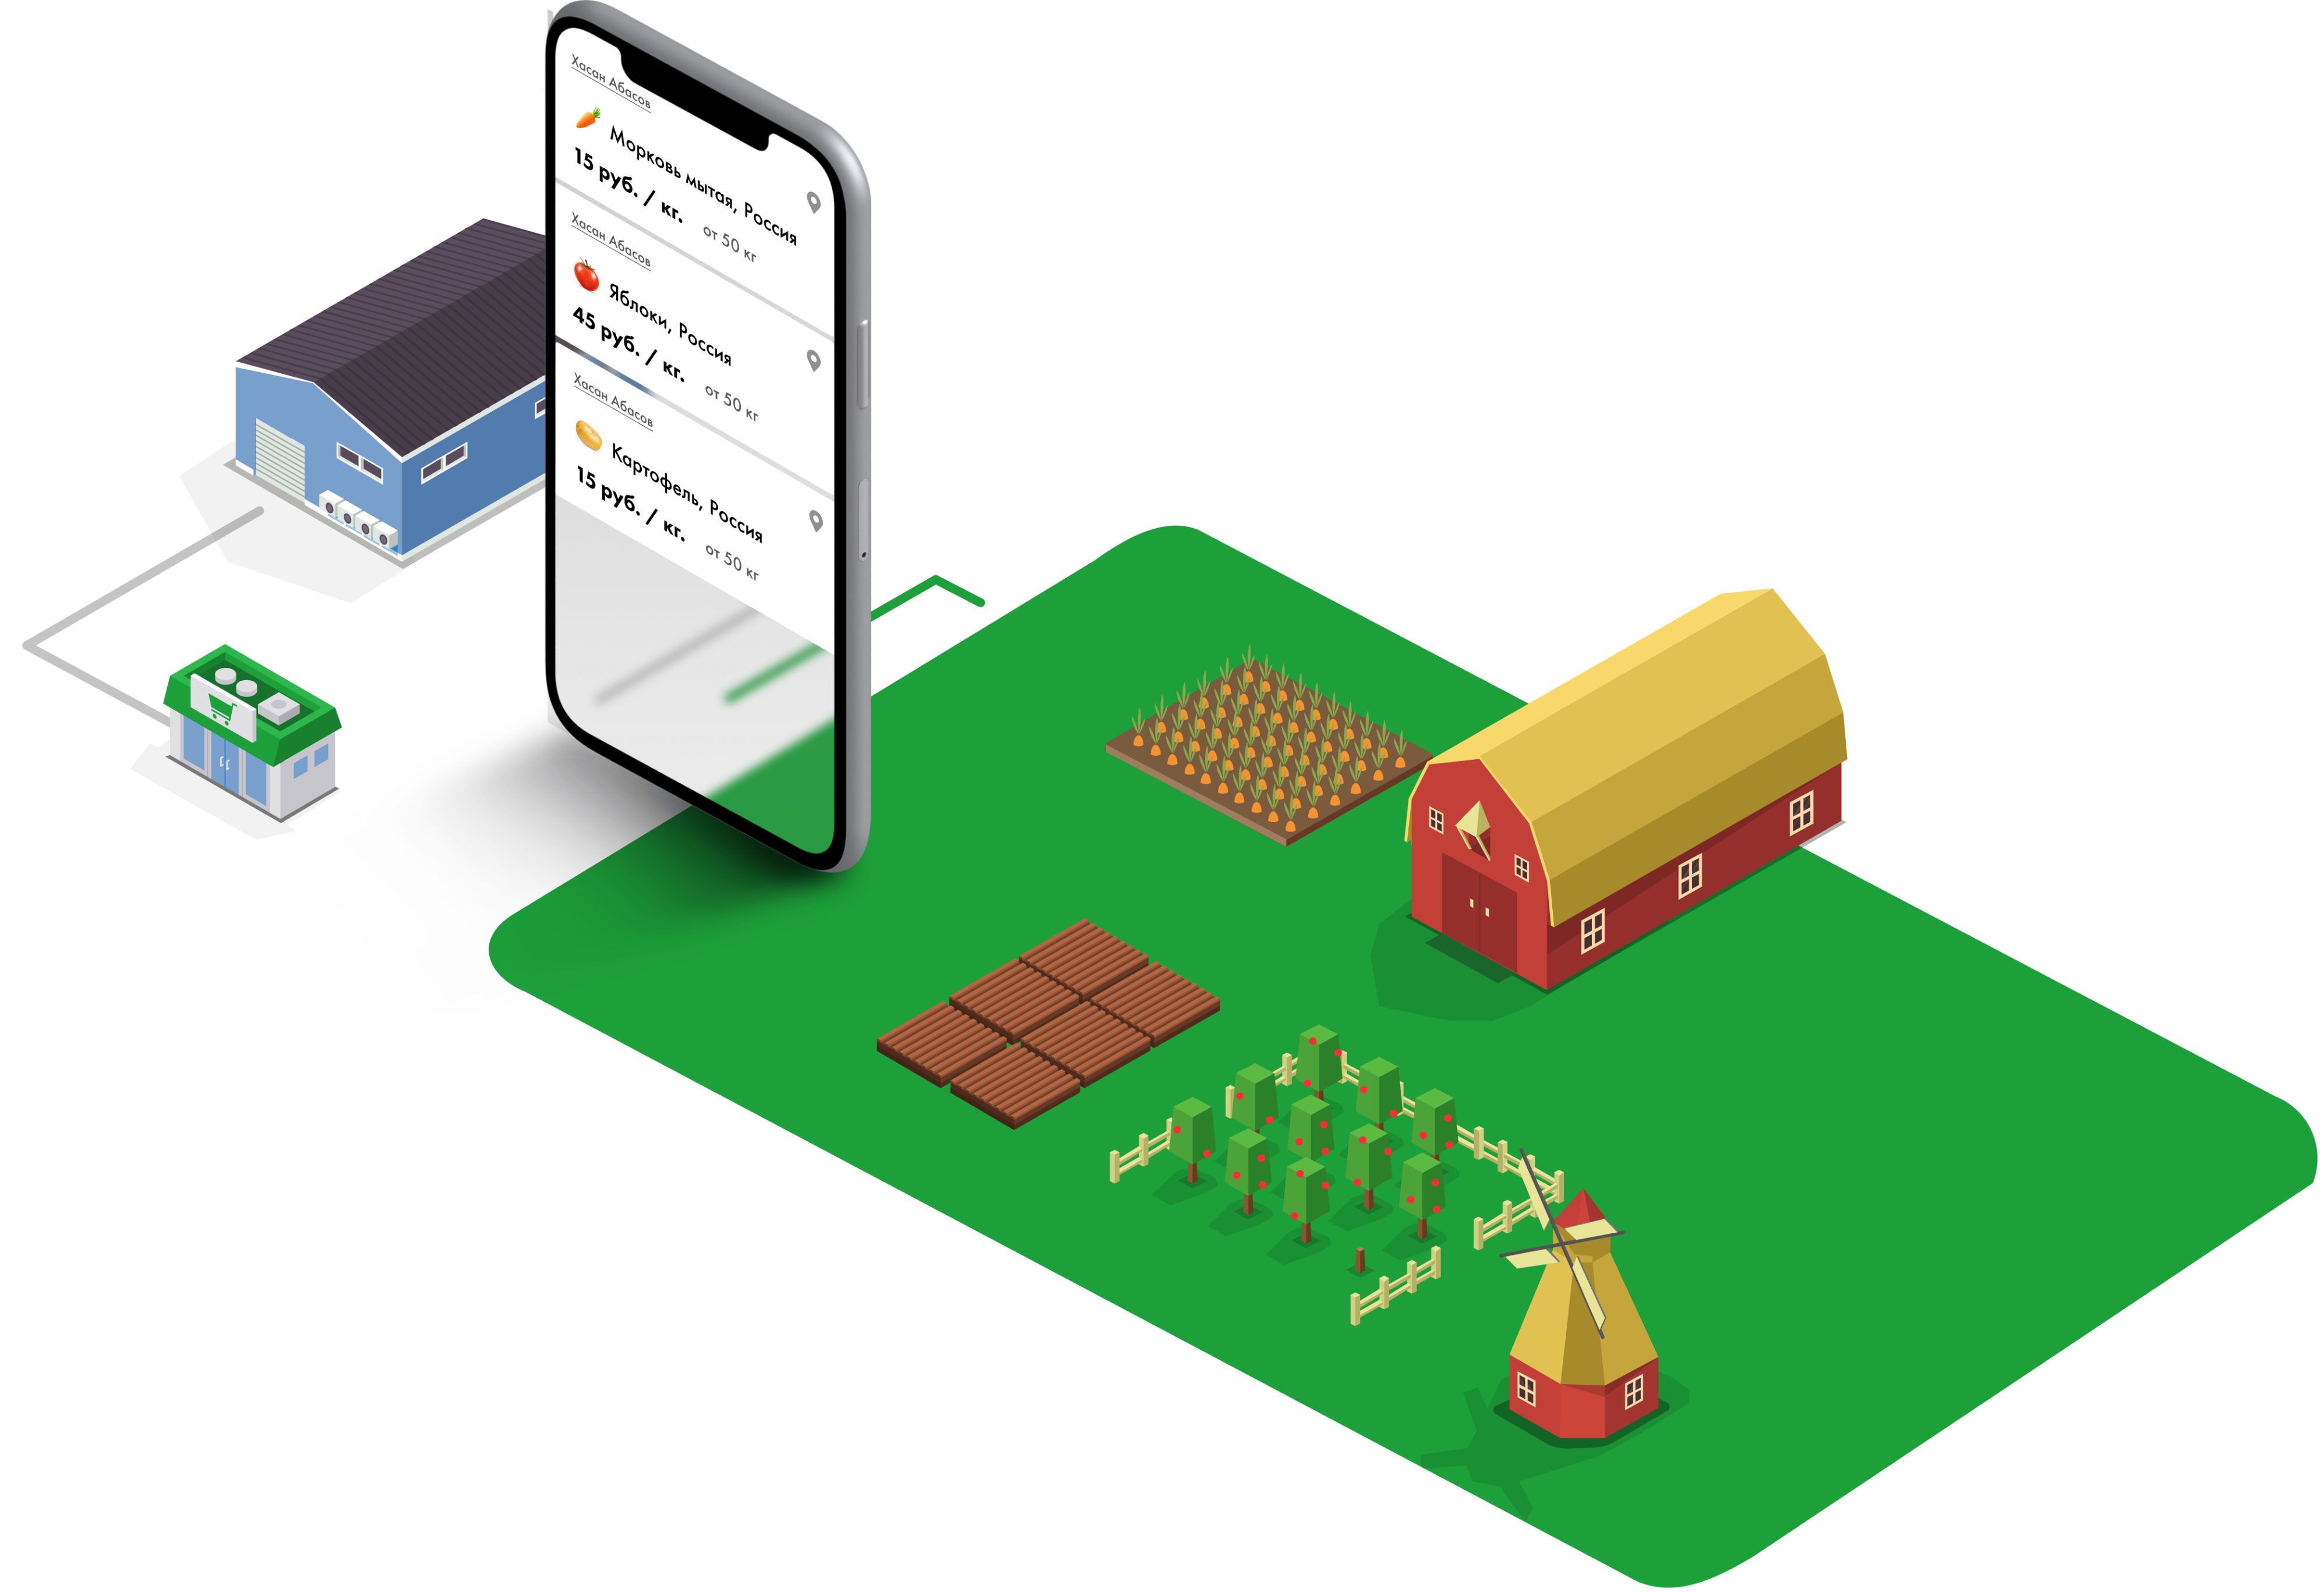 Хасан Абасов
Морковь мытая, Россия
15 руб. / кг. от 50 кг
Хасан Абасов
Яблоки, Россия
45 руб. / кг. от 50 кг
Хасан Абасов
Картофель, Россия
15 руб. / кг. от 50 кг